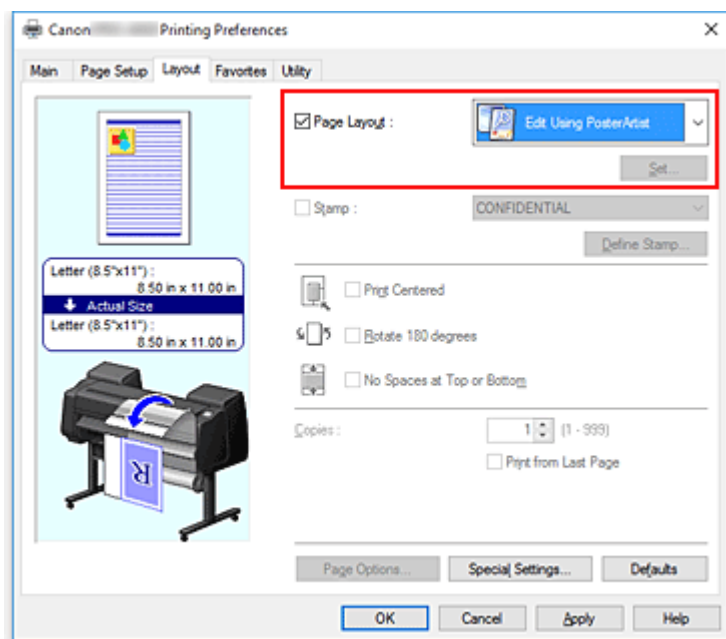 Canon Printing Preferences
Main Page Setup Layout Favorites Utility
Page Layout : Edit Using PosterArtist
Set...
Stamp : CONFIDENTIAL
Define Stamp...
Letter (8.5"x11") :
8.50 in x 11.00 in
Actual Size
Letter (8.5"x11") :
8.50 in x 11.00 in
Print Centered
Rotate 180 degrees
No Spaces at Top or Bottom
Copies : 1 (1 - 999)
Print from Last Page
R
Page Options... Special Settings... Defaults
OK Cancel Apply Help